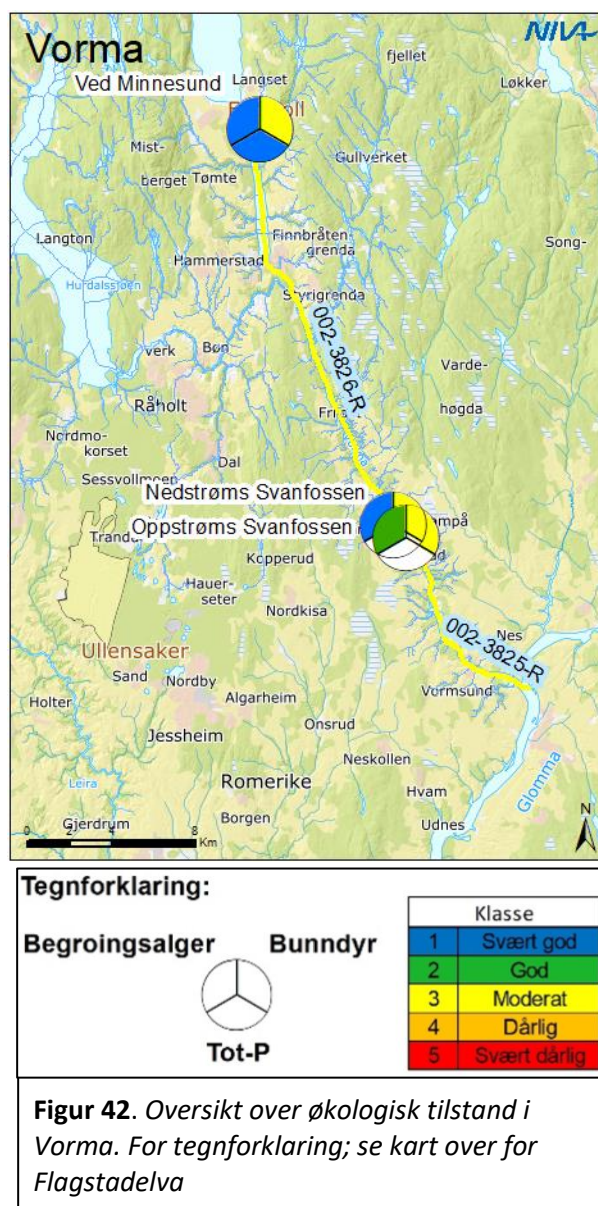 Vorma
NIVA
fjellet
Langset
Løkker
Ved Minnesund
Mist-
berget
Tømte
Gullverket
Langton
Finnbråten
grenda
Song-
Hammerstad
Hurdalssjøen
Styrigrenda
002-3826-R
verk
Bøn
Varde-
høgda
Råholt
Nordmo-
korset
Dal
Sessvollmoen
Nedstrøms Svanfossen
Oppstrøms Svanfossen
Kopperud
Hauer-
seter
Nordkisa
Ullensaker
Nes
002-3825-R
Sand
Nordby
Algarheim
Vormsund
Holter
Onsrud
Jessheim
Neskollen
Glomma
Leira
Romerike
Hvam
N
Gjerdrum
Borgen
Udnes
0 2 4 8
Km
Tegnforklaring:
Begroingsalger
Bunndyr
Tot-P
Klasse
1 Svært god
2 God
3 Moderat
4 Dårlig
5 Svært dårlig
Figur 42. Oversikt over økologisk tilstand i
Vorma. For tegnforklaring; se kart over for
Flagstadelva